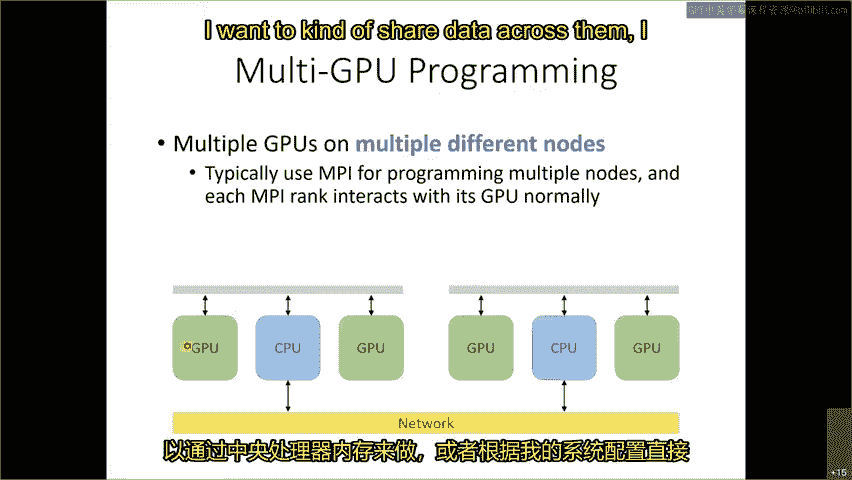 I want to kind of share data across them, I
Multi-GPU Programming
• Multiple GPUs on multiple different nodes
• Typically use MPI for programming multiple nodes, and
each MPI rank interacts with its GPU normally
GPU
CPU
GPU
GPU
CPU
GPU
Network
以通过中央处理器内存来做，或者根据我的系统配置直接
+15